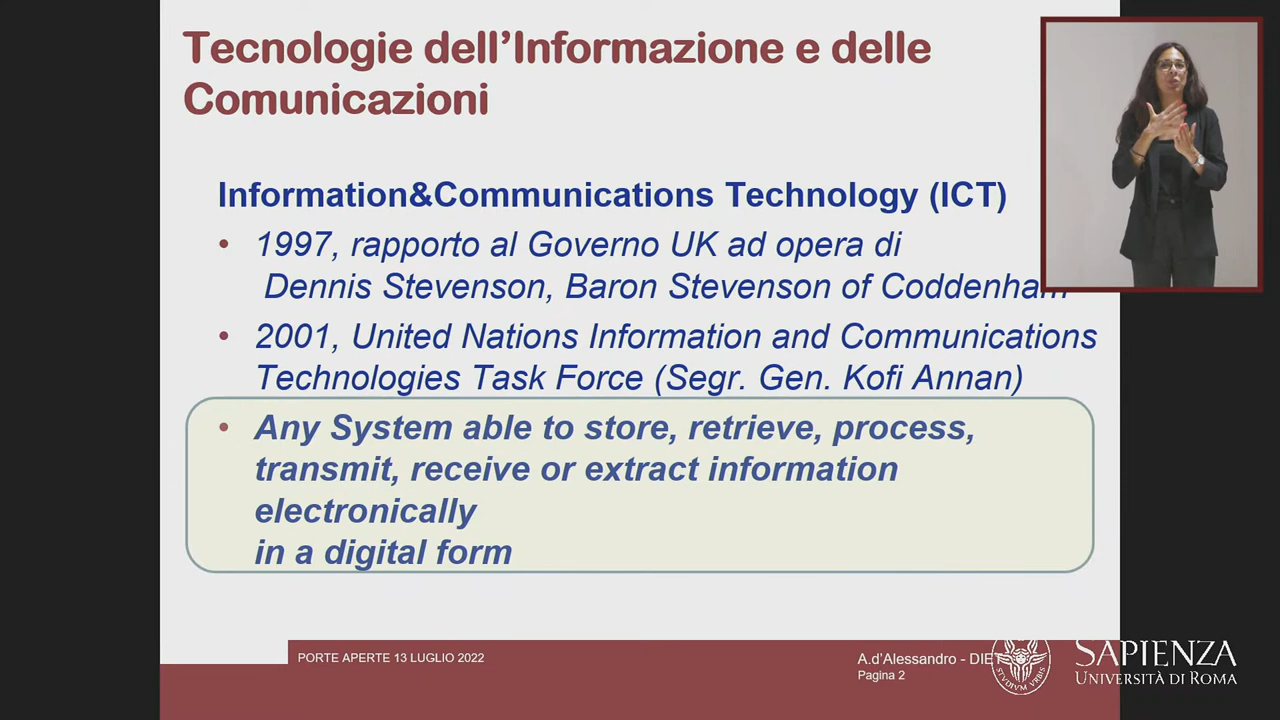 Tecnologie dell’Informazione e delle
Comunicazioni
Information&Communications Technology (ICT)
• 1997, rapporto al Governo UK ad opera di
Dennis Stevenson, Baron Stevenson of Coddenham
• 2001, United Nations Information and Communications
Technologies Task Force (Segr. Gen. Kofi Annan)
• Any System able to store, retrieve, process,
transmit, receive or extract information
electronically
in a digital form
PORTE APERTE 13 LUGLIO 2022
A.d’Alessandro - DIET
Pagina 2
STUDIUM URBIS
SAPIENZA
UNIVERSITÀ DI ROMA